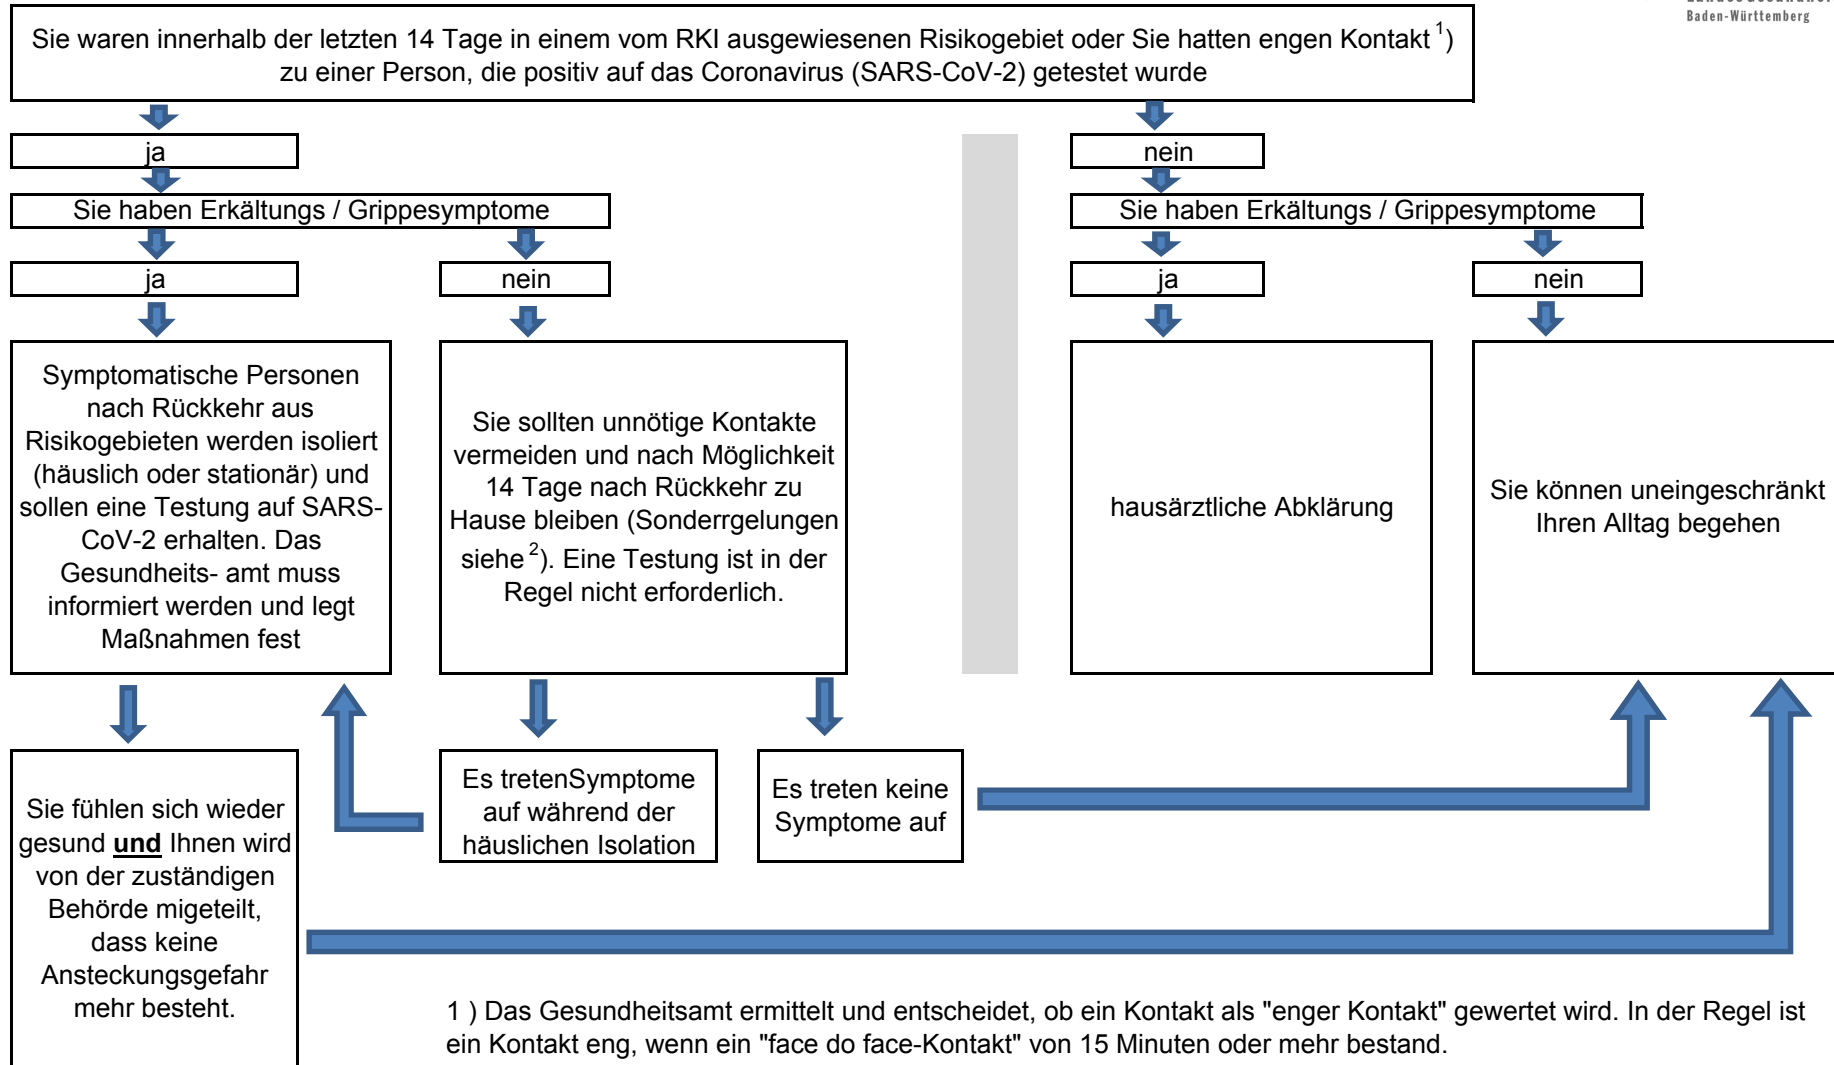 Baden-Württemberg
Sie waren innerhalb der letzten 14 Tage in einem vom RKI ausgewiesenen Risikogebiet oder Sie hatten engen Kontakt 1)
zu einer Person, die positiv auf das Coronavirus (SARS-CoV-2) getestet wurde
ja
nein
Sie haben Erkältungs / Grippesymptome
Sie haben Erkältungs / Grippesymptome
ja
nein
ja
nein
Symptomatische Personen
nach Rückkehr aus
Risikogebieten werden isoliert
(häuslich oder stationär) und
sollen eine Testung auf SARS-
CoV-2 erhalten. Das
Gesundheits- amt muss
informiert werden und legt
Maßnahmen fest
Sie sollten unnötige Kontakte
vermeiden und nach Möglichkeit
14 Tage nach Rückkehr zu
Hause bleiben (Sonderrgelungen
siehe 2). Eine Testung ist in der
Regel nicht erforderlich.
hausärztliche Abklärung
Sie können uneingeschränkt
Ihren Alltag begehen
Sie fühlen sich wieder
gesund und Ihnen wird
von der zuständigen
Behörde migeteilt,
dass keine
Ansteckungsgefahr
mehr besteht.
Es tretenSymptome
auf während der
häuslichen Isolation
Es treten keine
Symptome auf
1 ) Das Gesundheitsamt ermittelt und entscheidet, ob ein Kontakt als "enger Kontakt" gewertet wird. In der Regel ist
ein Kontakt eng, wenn ein "face do face-Kontakt" von 15 Minuten oder mehr bestand.